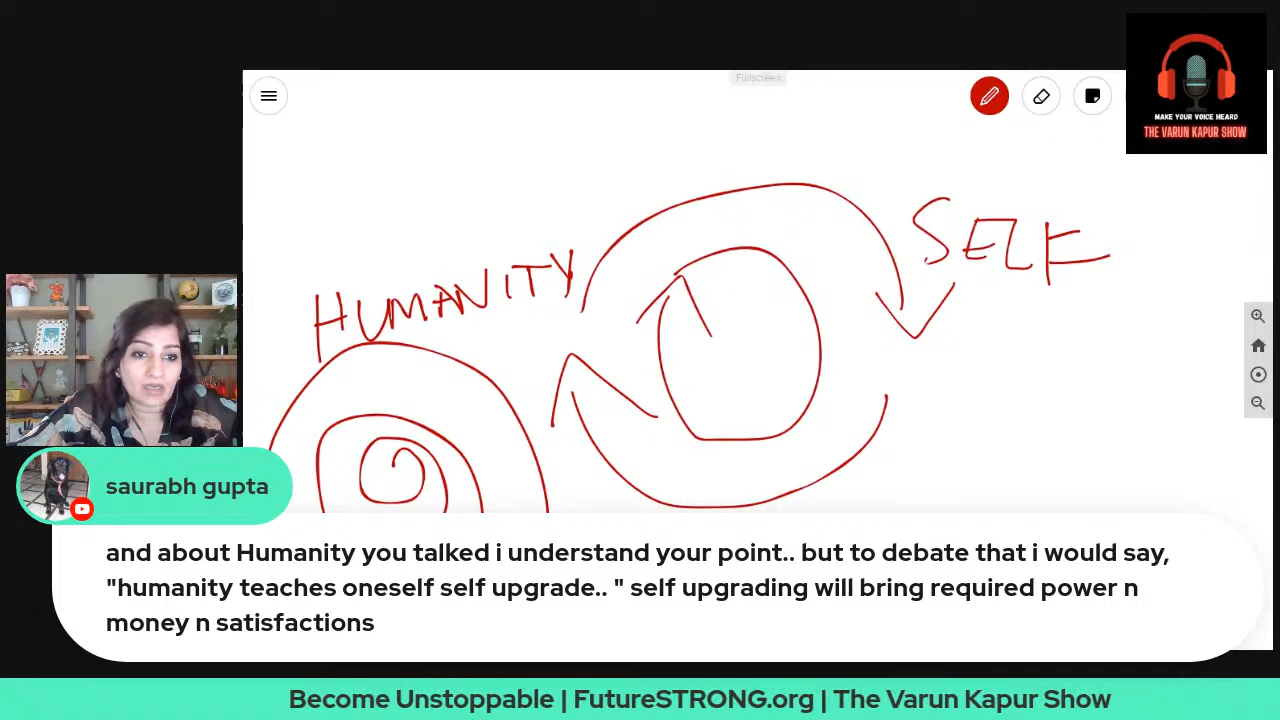 Fullscreen
MAKE YOUR VOICE HEARD
THE VARUN KAPUR SHOW
SELF
HUMANITY
saurabh gupta
and about Humanity you talked i understand your point.. but to debate that i would say,
"humanity teaches oneself self upgrade.. " self upgrading will bring required power n
money n satisfactions
Become Unstoppable | FutureSTRONG.org | The Varun Kapur Show